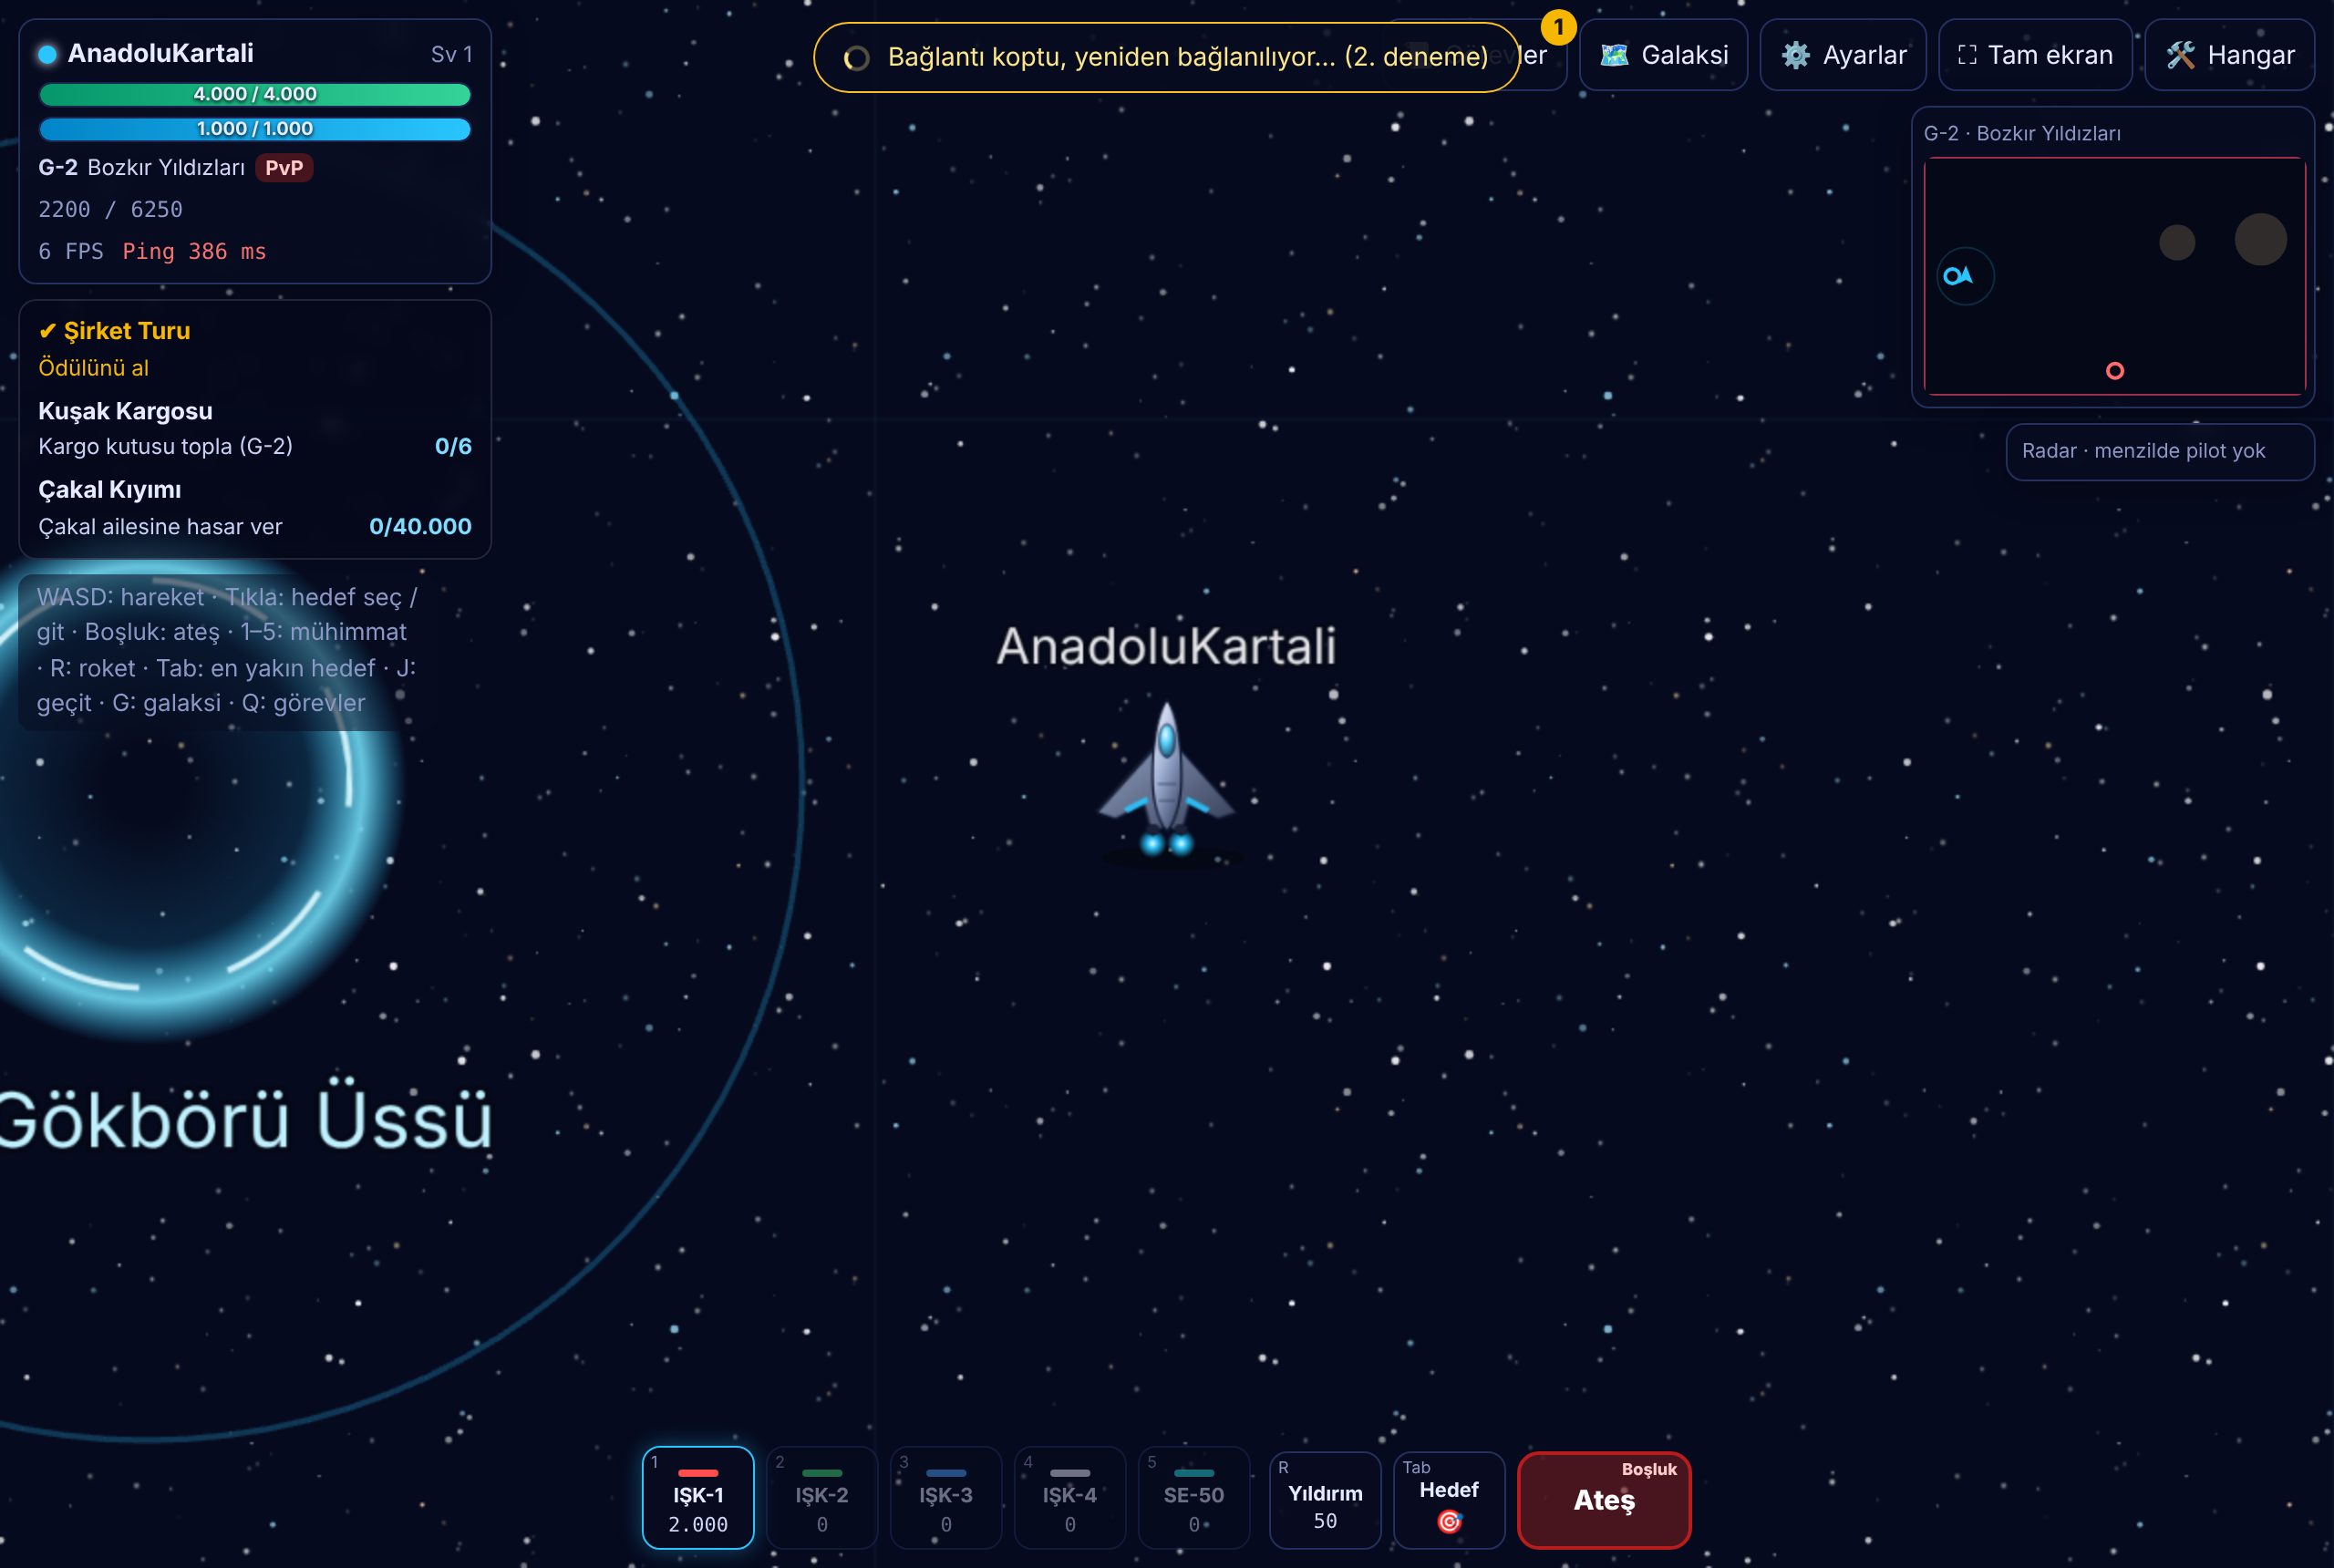 AnadoluKartali Sv 1
4.000 / 4.000
1.000 / 1.000
G-2 Bozkır Yıldızları PvP
2200 / 6250
6 FPS Ping 386 ms
✔ Şirket Turu
Ödülünü al
Kuşak Kargosu
Kargo kutusu topla (G-2) 0/6
Çakal Kıyımı
Çakal ailesine hasar ver 0/40.000
WASD: hareket · Tıkla: hedef seç /
git · Boşluk: ateş · 1–5: mühimmat
· R: roket · Tab: en yakın hedef · J:
geçit · G: galaksi · Q: görevler
Bağlantı koptu, yeniden bağlanılıyor... (2. deneme)
1
Galaksi
Ayarlar
Tam ekran
Hangar
G-2 · Bozkır Yıldızları
Radar · menzilde pilot yok
AnadoluKartali
Gökbörü Üssü
1
IŞK-1
2.000
2
IŞK-2
0
3
IŞK-3
0
4
IŞK-4
0
5
SE-50
0
R
Yıldırım
50
Tab
Hedef
Boşluk
Ateş